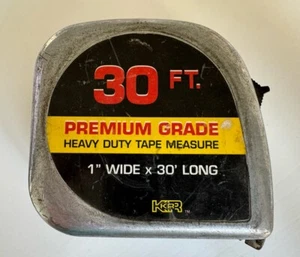 30 FT.
PREMIUM GRADE
HEAVY DUTY TAPE MEASURE
1" WIDE x 30' LONG